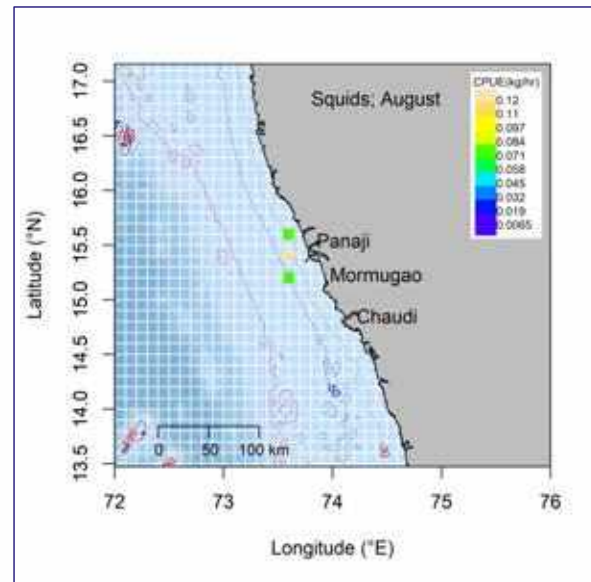 Squids; August
CPUE(kg/hr)
0.12
0.11
0.097
0.084
0.071
0.058
0.045
0.032
0.019
0.0065
Panaji
Mormugao
Chaudi
Latitude (°N)
17.0
16.5
16.0
15.5
15.0
14.5
14.0
13.5
0 50 100 km
72 73 74 75 76
Longitude (°E)